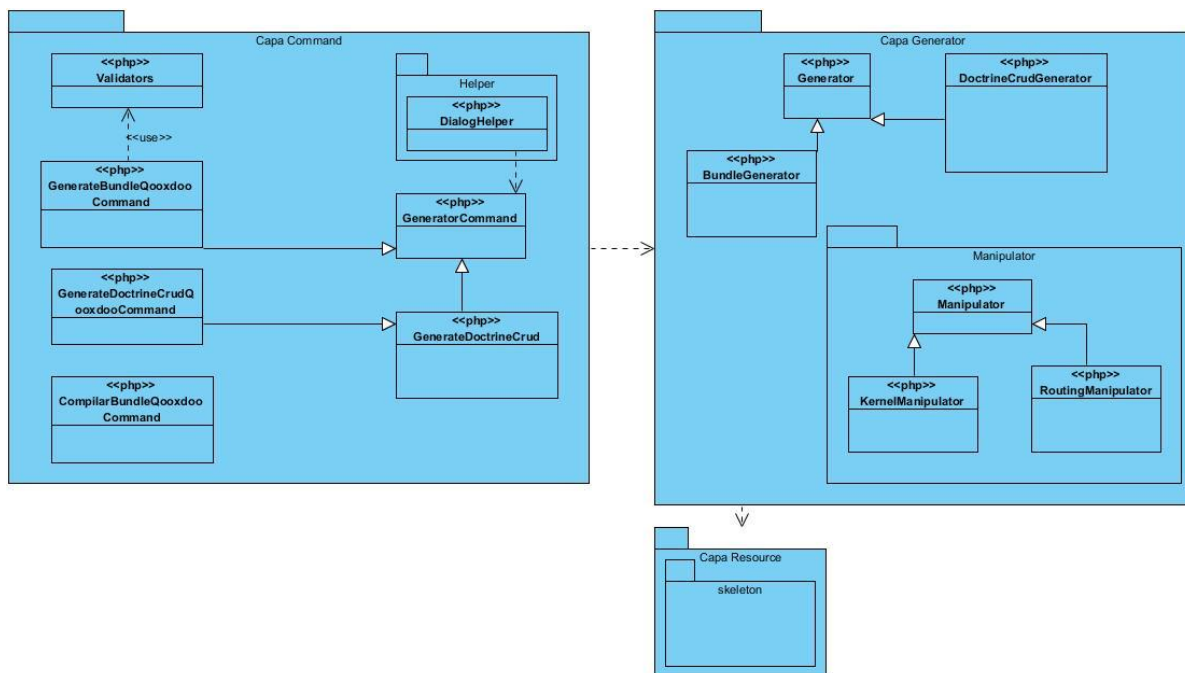 Capa Command
<<php>>
Validators
<<use>>
<<php>>
GenerateBundleQooxdoo
Command
<<php>>
GenerateDoctrineCrudQ
ooxdooCommand
<<php>>
CompilarBundleQooxdoo
Command
Helper
<<php>>
DialogHelper
<<php>>
GeneratorCommand
<<php>>
GenerateDoctrineCrud
Capa Generator
<<php>>
Generator
<<php>>
DoctrineCrudGenerator
<<php>>
BundleGenerator
Manipulator
<<php>>
Manipulator
<<php>>
KernelManipulator
<<php>>
RoutingManipulator
Capa Resource
skeleton